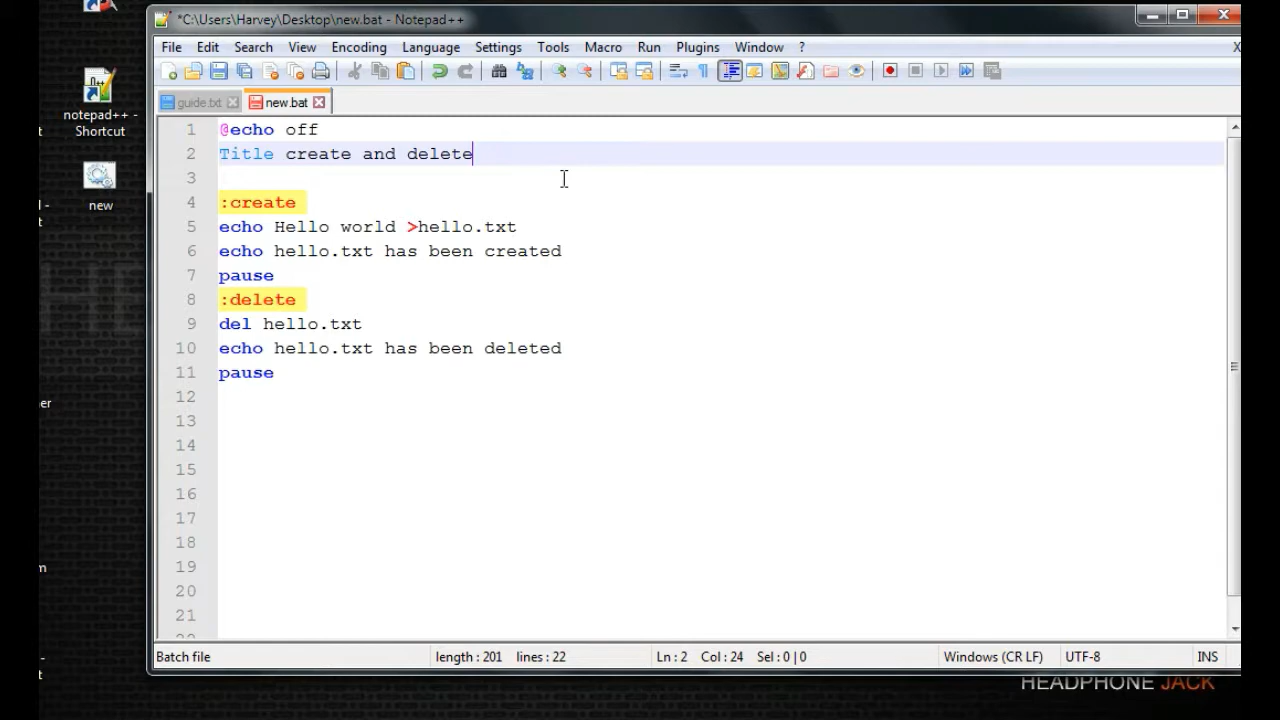 *C:\Users\Harvey\Desktop\new.bat - Notepad++
File Edit Search View Encoding Language Settings Tools Macro Run Plugins Window ? X
guide.txt new.bat
1 @echo off
2 Title create and delete
3
4 :create
5 echo Hello world >hello.txt
6 echo hello.txt has been created
7 pause
8 :delete
9 del hello.txt
10 echo hello.txt has been deleted
11 pause
12
13
14
15
16
17
18
19
20
21
22
Batch file length : 201 lines : 22 Ln : 2 Col : 24 Sel : 0 | 0 Windows (CR LF) UTF-8 INS
notepad++ -
Shortcut
new
er
m
HEADPHONE JACK